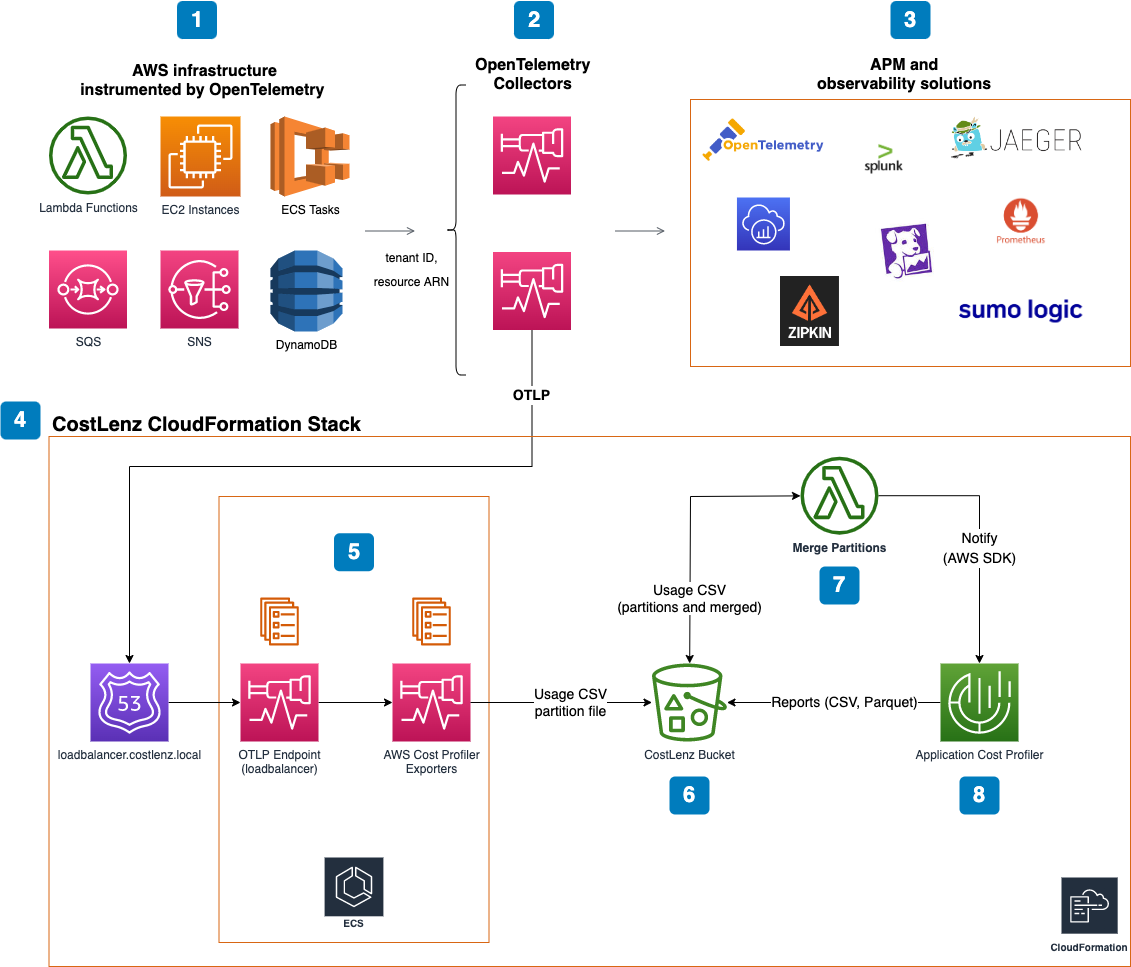 1
2
3
AWS infrastructure
instrumented by OpenTelemetry
OpenTelemetry
Collectors
APM and
observability solutions
Lambda Functions
EC2 Instances
ECS Tasks
SQS
SNS
DynamoDB
tenant ID,
resource ARN
OpenTelemetry
splunk>
JAEGER
Prometheus
ZIPKIN
sumo logic
OTLP
4
CostLenz CloudFormation Stack
5
53
loadbalancer.costlenz.local
OTLP Endpoint
(loadbalancer)
AWS Cost Profiler
Exporters
ECS
Usage CSV
partition file
Usage CSV
(partitions and merged)
Merge Partitions
7
Notify
(AWS SDK)
CostLenz Bucket
6
Reports (CSV, Parquet)
Application Cost Profiler
8
CloudFormation